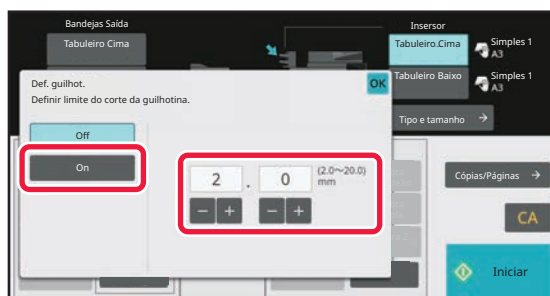 Bandejas Saída
Tabuleiro Cima
Insersor
Tabuleiro.Cima
Simples 1
A3
Tabuleiro Baixo
Simples 1
A3
Tipo e tamanho
Def. guilhot.
OK
Definir limite do corte da guilhotina.
Off
On
2 . 0
(2.0~20.0)
mm
− + − +
Cópias/Páginas
CA
Iniciar